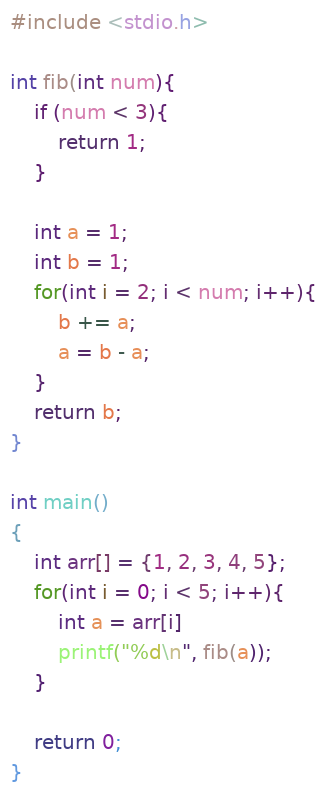 #include <stdio.h>

int fib(int num){
    if (num < 3){
        return 1;
    }

    int a = 1;
    int b = 1;
    for(int i = 2; i < num; i++){
        b += a;
        a = b - a;
    }
    return b;
}

int main()
{
    int arr[] = {1, 2, 3, 4, 5};
    for(int i = 0; i < 5; i++){
        int a = arr[i]
        printf("%d\n", fib(a));
    }

    return 0;
}